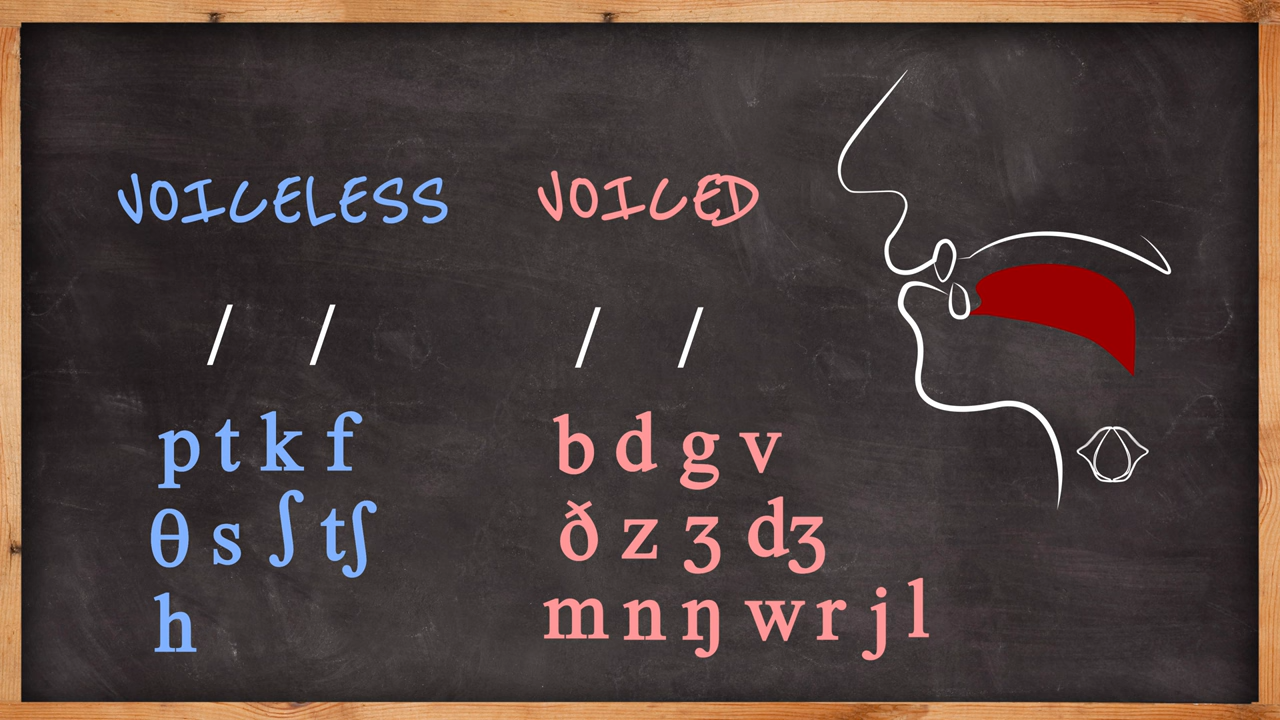 VOICELESS VOICED
/ / / /
p t k f b d g v
θ s ʃ tʃ ð z ʒ dʒ
h m n ŋ w r j l